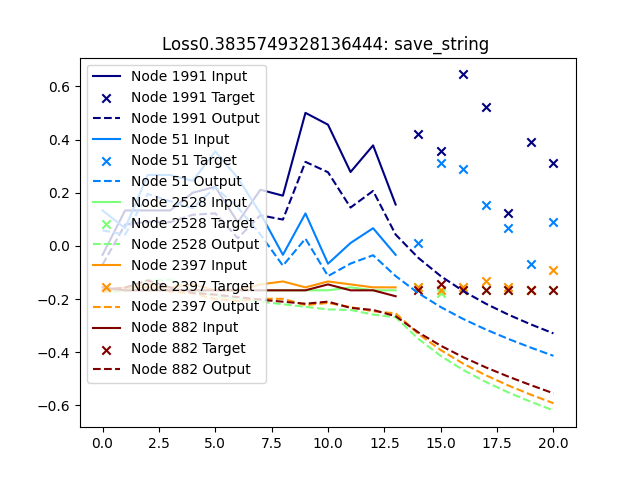 Loss0.3835749328136444: save_string
0.6
0.4
0.2
0.0
−0.2
−0.4
−0.6
Node 1991 Input
Node 1991 Target
Node 1991 Output
Node 51 Input
Node 51 Target
Node 51 Output
Node 2528 Input
Node 2528 Target
Node 2528 Output
Node 2397 Input
Node 2397 Target
Node 2397 Output
Node 882 Input
Node 882 Target
Node 882 Output
0.0 2.5 5.0 7.5 10.0 12.5 15.0 17.5 20.0